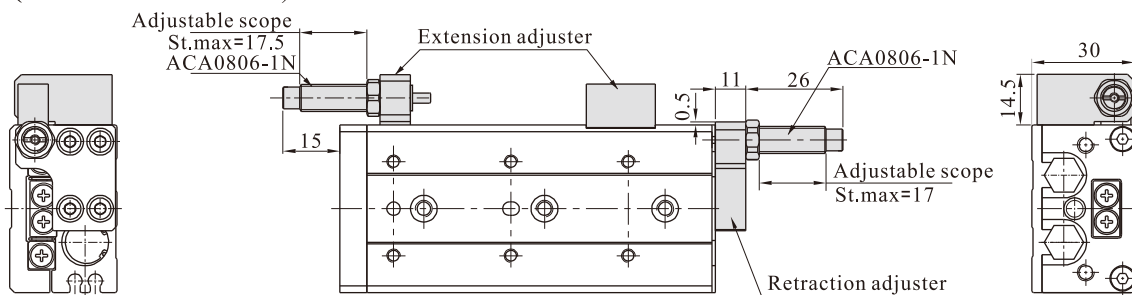 Adjustable scope
St.max=17.5
ACA0806-1N
Extension adjuster
ACA0806-1N
30
11
26
14.5
0.5
15
Adjustable scope
St.max=17
Retraction adjuster